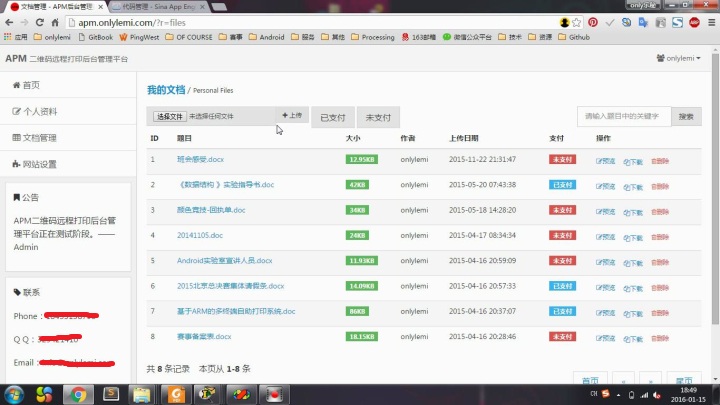 文档管理 - APM后台管理
代码管理 - Sina App Eng
only乐秘
apm.onlylemi.com/?r=files
应用 onlylemi GitBook PingWest OF COURSE 赛事 Android 服务 其他 Processing 163邮箱 微信公众平台 技术 资源 Github
APM 二维码远程打印后台管理平台
onlylemi
首页
个人资料
文档管理
网站设置
公告
APM二维码远程打印后台管理平台正在测试阶段。——Admin
联系
Phone：
Q Q：
Email：
我的文档 / Personal Files
选择文件 未选择任何文件 上传 已支付 未支付 请输入题目中的关键字 搜索
ID 题目 大小 作者 上传日期 支付 操作
1 班会感受.docx 12.95KB onlylemi 2015-11-22 21:31:47 未支付 预览 下载 删除
2 《数据结构 》实验指导书.doc 42KB onlylemi 2015-05-20 07:43:38 已支付 预览 下载 删除
3 颜色竞技-回执单.doc 34KB onlylemi 2015-05-18 14:28:20 未支付 预览 下载 删除
4 20141105.doc 24KB onlylemi 2015-04-17 08:34:34 未支付 预览 下载 删除
5 Android实验室宣讲人员.docx 11.93KB onlylemi 2015-04-16 20:59:09 未支付 预览 下载 删除
6 2015北京总决赛集体请假条.docx 14.09KB onlylemi 2015-04-16 20:57:33 已支付 预览 下载 删除
7 基于ARM的多终端自助打印系统.doc 86KB onlylemi 2015-04-16 20:37:07 已支付 预览 下载 删除
8 赛事备案表.docx 18.15KB onlylemi 2015-04-16 20:28:46 未支付 预览 下载 删除
共 8 条记录 本页从 1-8 条
首页 « » 尾页
CH
18:49
2016-01-15